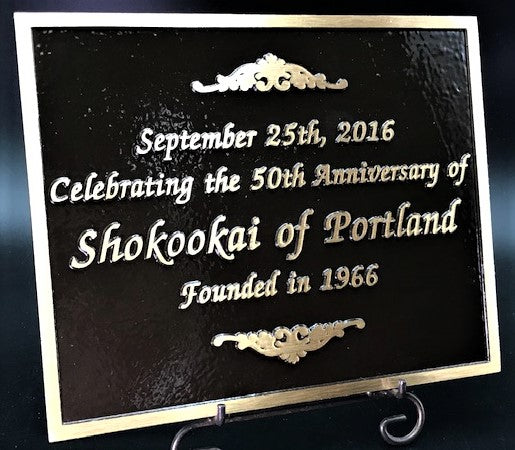 September 25th, 2016
Celebrating the 50th Anniversary of
Shokookai of Portland
Founded in 1966